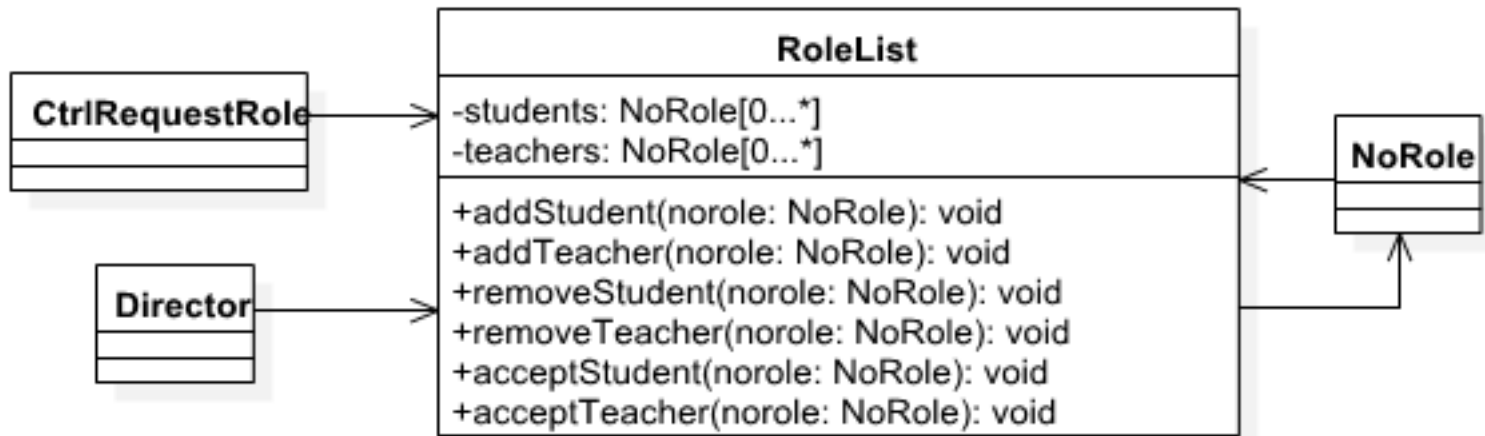 RoleList
CtrlRequestRole
-students: NoRole[0...*]
-teachers: NoRole[0...*]
NoRole
+addStudent(norole: NoRole): void
+addTeacher(norole: NoRole): void
Director
+removeStudent(norole: NoRole): void
+removeTeacher(norole: NoRole): void
+acceptStudent(norole: NoRole): void
+acceptTeacher(norole: NoRole): void